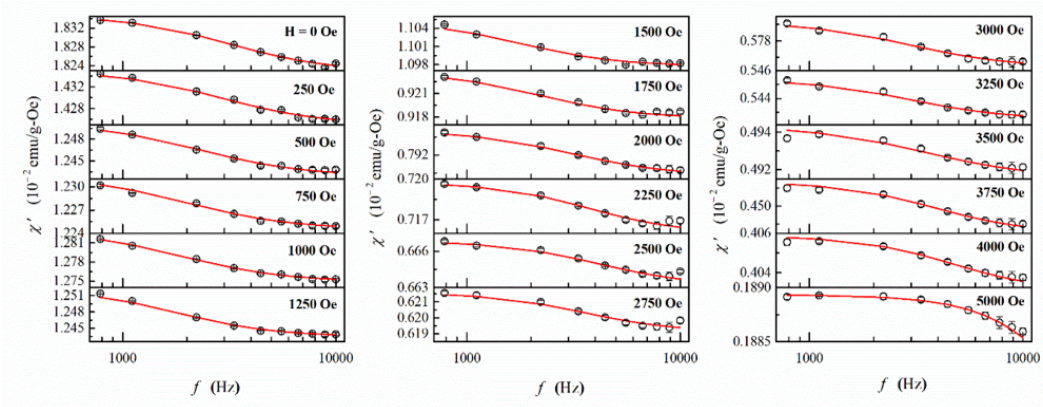 χ′ (10⁻² emu/g-Oe)
1.832
1.828
1.824
H = 0 Oe
1.432
1.428
250 Oe
1.248
1.245
500 Oe
1.230
1.227
1.224
750 Oe
1.281
1.278
1.275
1000 Oe
1.251
1.248
1.245
1250 Oe
1000 10000
f (Hz)
χ′ (10⁻² emu/g-Oe)
1.104
1.101
1.098
1500 Oe
0.921
0.918
1750 Oe
0.792
2000 Oe
0.720
0.717
2250 Oe
0.666
0.663
2500 Oe
0.621
0.620
0.619
2750 Oe
1000 10000
f (Hz)
χ′ (10⁻² emu/g-Oe)
0.578
0.546
3000 Oe
0.544
3250 Oe
0.494
0.492
3500 Oe
0.450
3750 Oe
0.406
0.404
4000 Oe
0.1890
0.1885
5000 Oe
1000 10000
f (Hz)